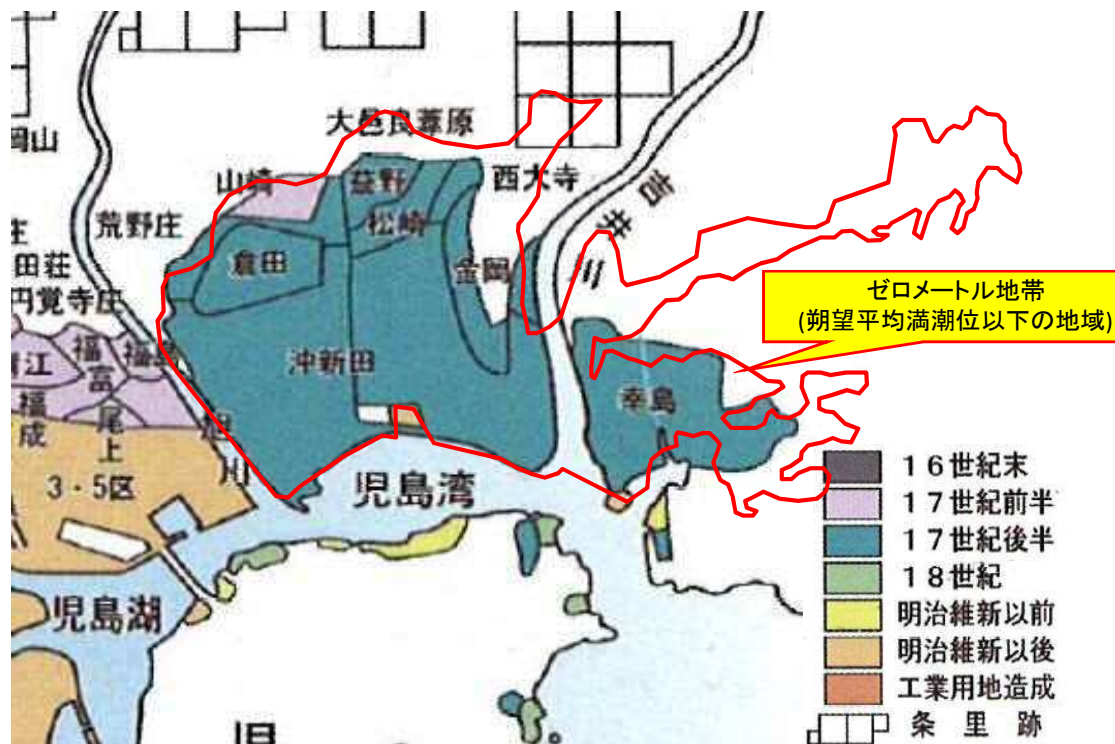 岡山
大邑良葦原
山崎
益野
西大寺
吉井川
荒野庄
松崎
倉田
金岡
田荘
円覚寺庄
ゼロメートル地帯
(朔望平均満潮位以下の地域)
福島
福富
沖新田
幸島
福成
尾上
旭川
3・5区
児島湾
児島湖
児
16世紀末
17世紀前半
17世紀後半
18世紀
明治維新以前
明治維新以後
工業用地造成
条里跡